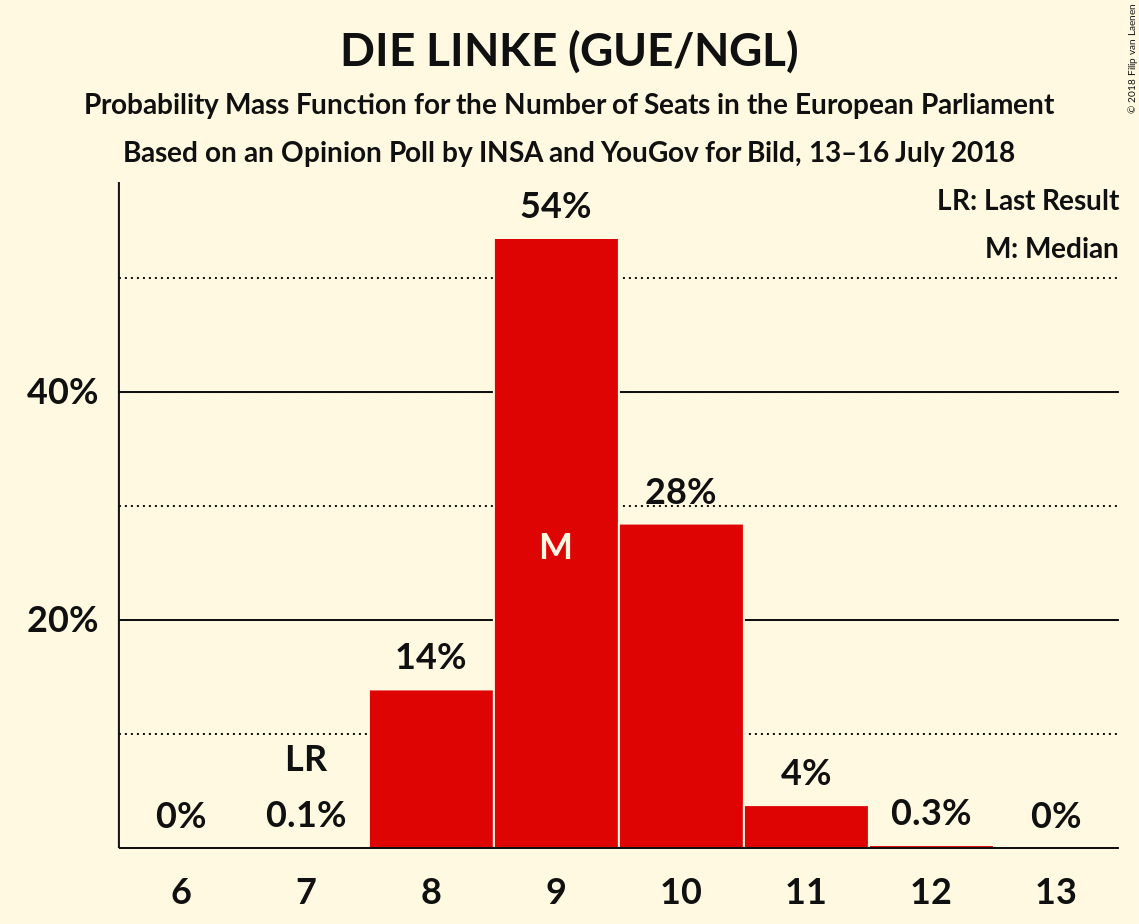 DIE LINKE (GUE/NGL)
Probability Mass Function for the Number of Seats in the European Parliament
Based on an Opinion Poll by INSA and YouGov for Bild, 13–16 July 2018
© 2018 Filip van Laenen
LR: Last Result
M: Median
54%
40%
28%
M
20%
14%
LR
4%
0%
0.1%
0.3%
0%
6 7 8 9 10 11 12 13